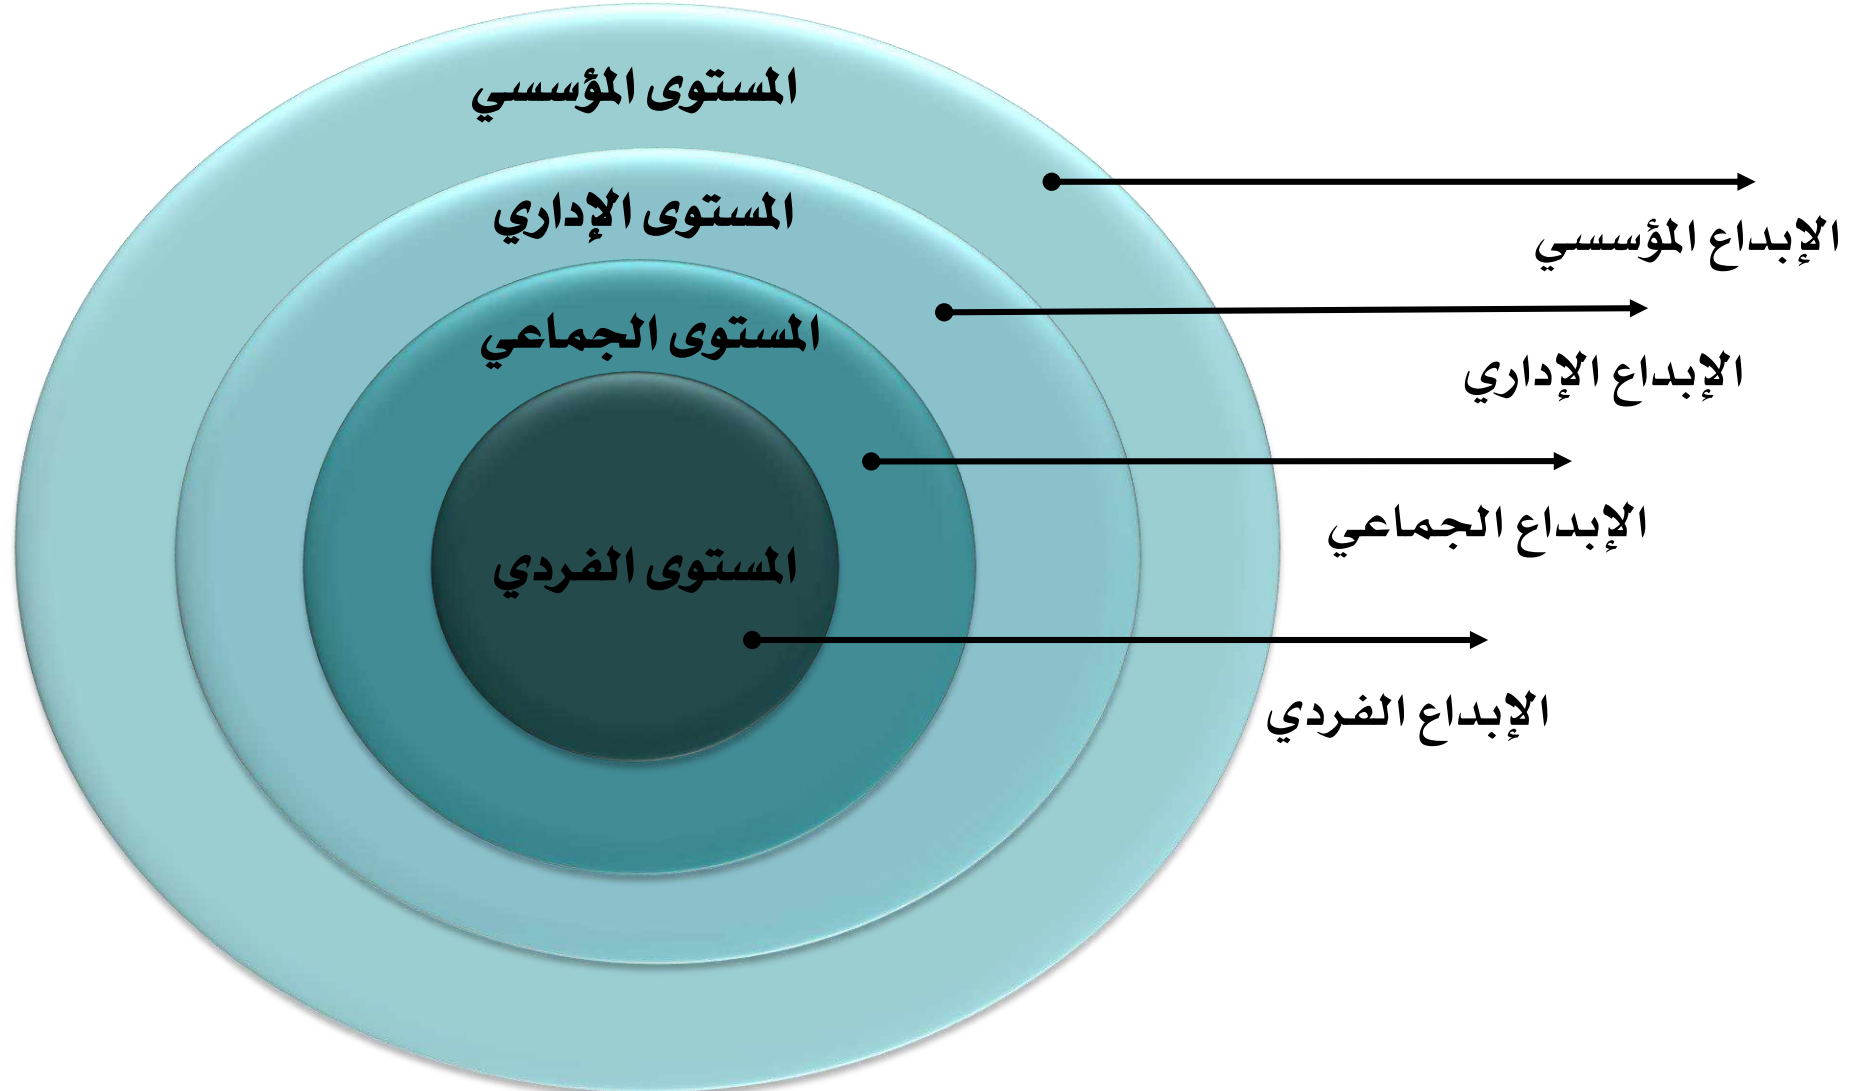 المستوى المؤسسي
الإبداع المؤسسي
المستوى الإداري
الإبداع الإداري
المستوى الجماعي
الإبداع الجماعي
المستوى الفردي
الإبداع الفردي